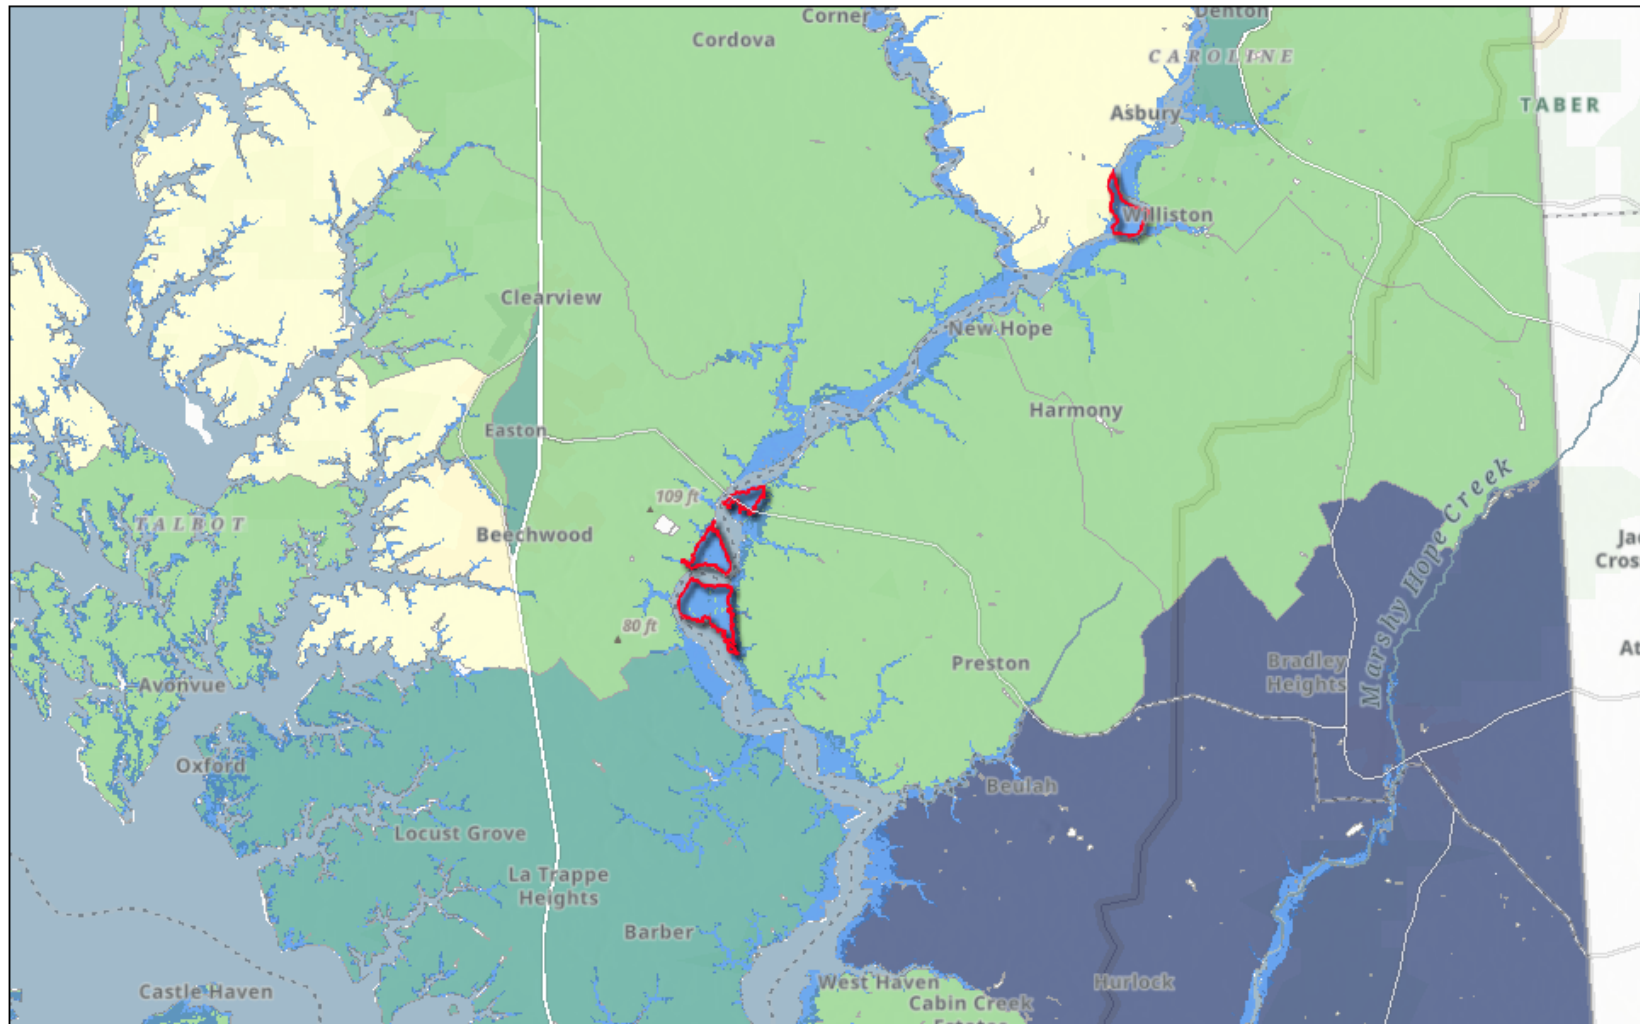 Corner
Denton
Cordova
CAROLINE
TABER
Asbury
Williston
Clearview
New Hope
Harmony
Easton
109 ft
TALBOT
Beechwood
Marshy Hope Creek
80 ft
Preston
Bradley
Heights
Avonvue
Oxford
Beulah
Locust Grove
La Trappe
Heights
Barber
West Haven
Hurlock
Castle Haven
Cabin Creek
Estates